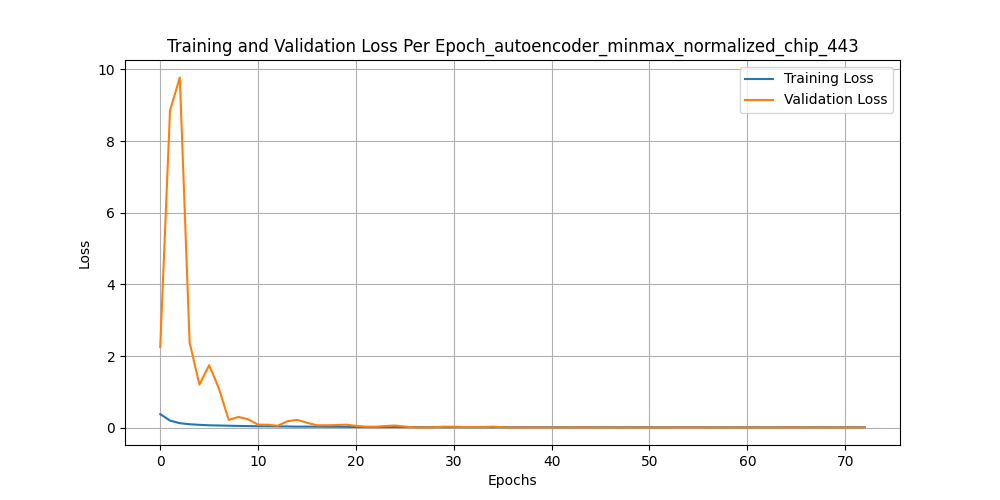 Training and Validation Loss Per Epoch_autoencoder_minmax_normalized_chip_443
Training Loss
Validation Loss
Loss
10
8
6
4
2
0
0 10 20 30 40 50 60 70
Epochs